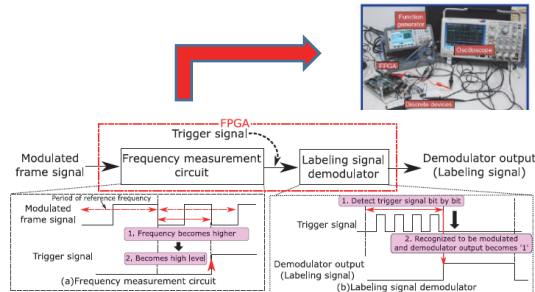 Function
generator
Oscilloscope
FPGA
Discrete devices
FPGA
Trigger signal
Modulated
frame signal
Frequency measurement
circuit
Labeling signal
demodulator
Demodulator output
(Labeling signal)
Period of reference frequency
Modulated
frame signal
1, Frequency becomes higher
2, Becomes high level
Trigger signal
(a)Frequency measurement circuit
1. Detect trigger signal bit by bit
Trigger signal
2. Recognized to be modulated
and demodulator output becomes '1'
Demodulator output
(Labeling signal)
(b)Labeling signal demodulator